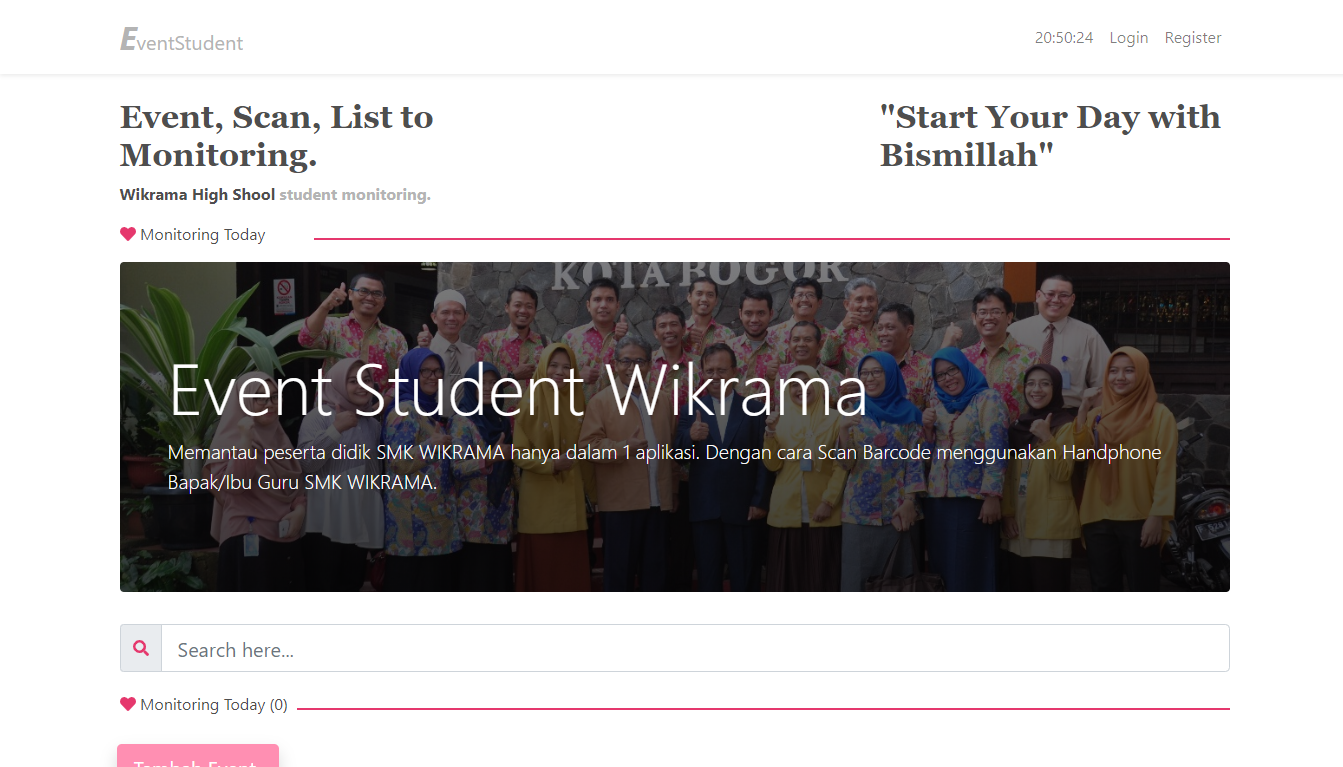 EventStudent
20:50:24 Login Register
Event, Scan, List to
Monitoring.
"Start Your Day with
Bismillah"
Wikrama High Shool student monitoring.
Monitoring Today
KOTA BOGOR
Event Student Wikrama
Memantau peserta didik SMK WIKRAMA hanya dalam 1 aplikasi. Dengan cara Scan Barcode menggunakan Handphone
Bapak/Ibu Guru SMK WIKRAMA.
Search here...
Monitoring Today (0)
Tambah Event